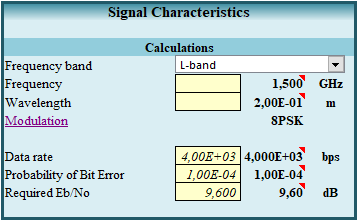 Signal Characteristics
Calculations
Frequency band L-band
Frequency 1,500 GHz
Wavelength 2,00E-01 m
Modulation 8PSK
Data rate 4,00E+03 4,000E+03 bps
Probability of Bit Error 1,00E-04 1,00E-04
Required Eb/No 9,600 9,60 dB